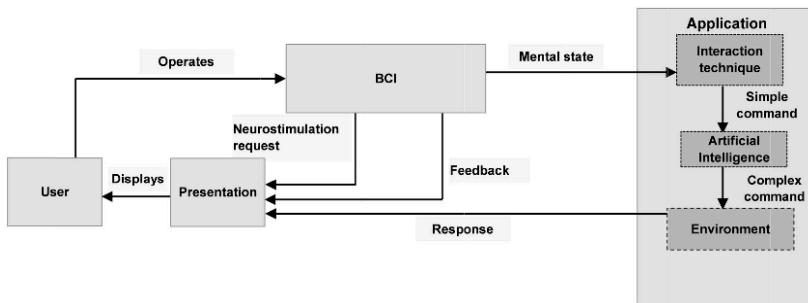 Application
Interaction
technique
Operates
Mental state
BCI
Simple
command
Neurostimulation
request
Artificial
Intelligence
Feedback
Displays
Complex
command
User
Presentation
Response
Environment